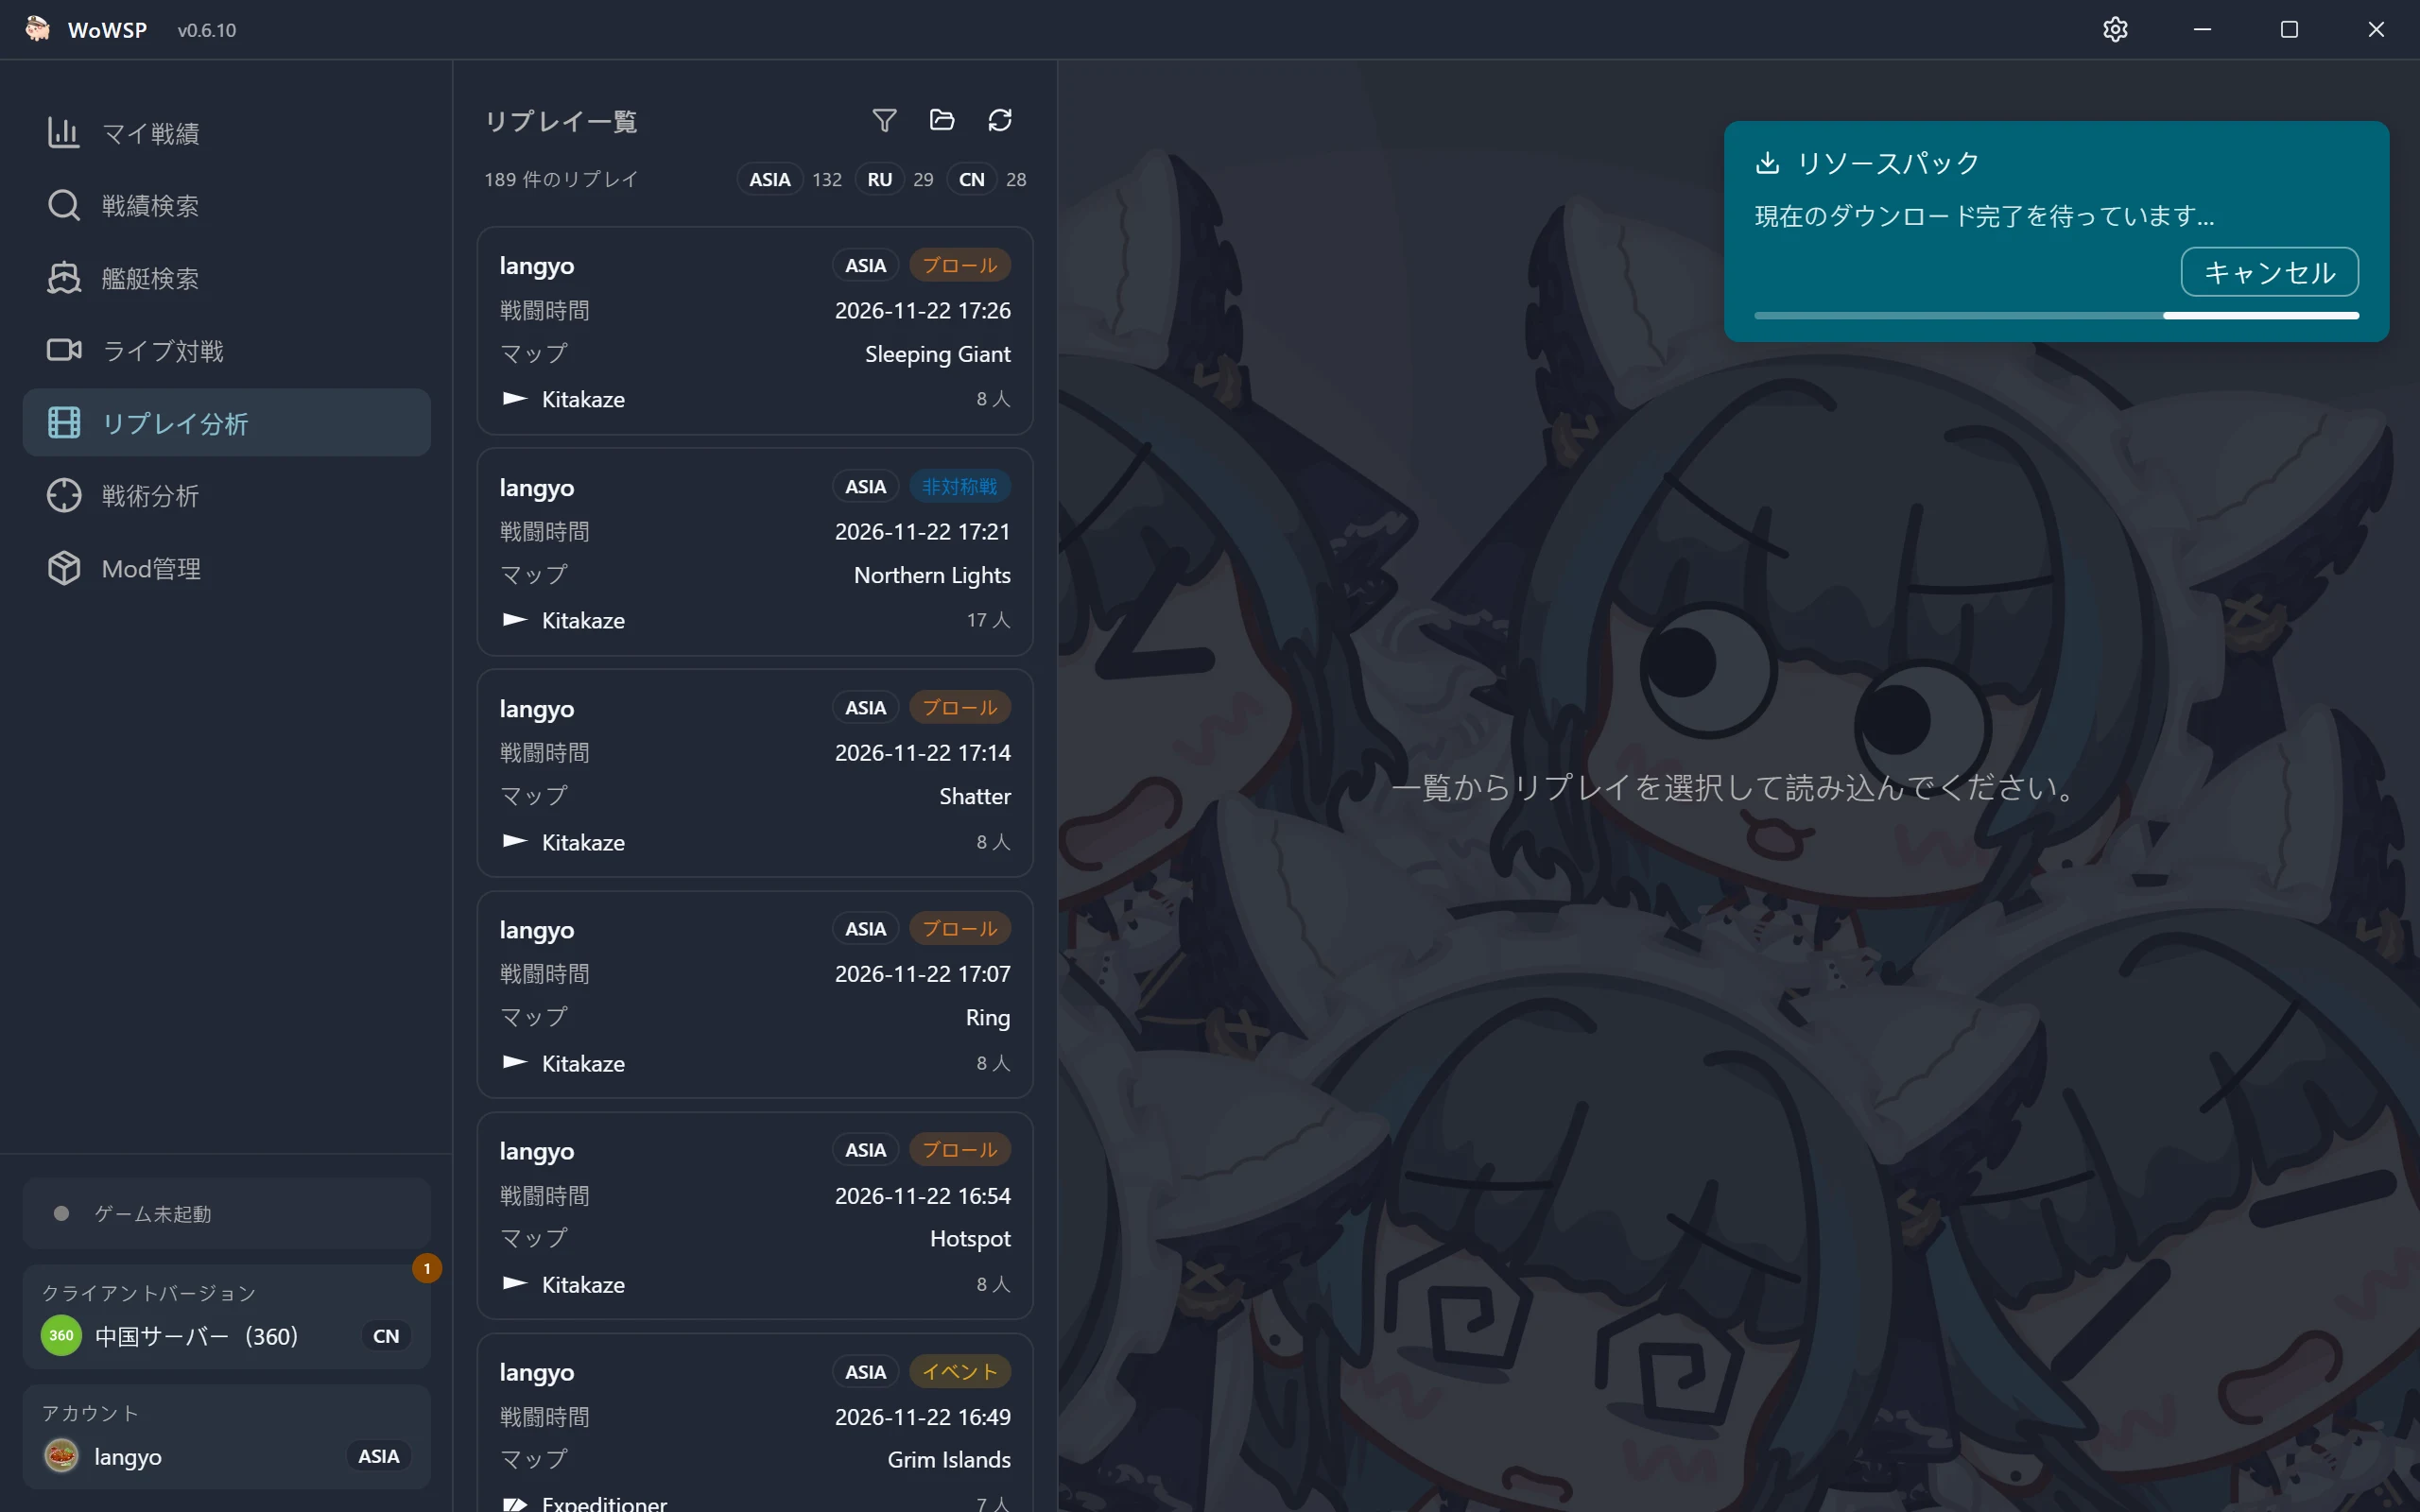 WoWSP v0.6.10
マイ戦績
戦績検索
艦艇検索
ライブ対戦
リプレイ分析
戦術分析
Mod管理
ゲーム未起動
1
クライアントバージョン
360 中国サーバー (360) CN
アカウント
langyo ASIA
リプレイ一覧
189 件のリプレイ ASIA 132 RU 29 CN 28
langyo ASIA ブロール
戦闘時間 2026-11-22 17:26
マップ Sleeping Giant
Kitakaze 8 人
langyo ASIA 非対称戦
戦闘時間 2026-11-22 17:21
マップ Northern Lights
Kitakaze 17 人
langyo ASIA ブロール
戦闘時間 2026-11-22 17:14
マップ Shatter
Kitakaze 8 人
langyo ASIA ブロール
戦闘時間 2026-11-22 17:07
マップ Ring
Kitakaze 8 人
langyo ASIA ブロール
戦闘時間 2026-11-22 16:54
マップ Hotspot
Kitakaze 8 人
langyo ASIA イベント
戦闘時間 2026-11-22 16:49
マップ Grim Islands
Expeditioner 7 人
リソースパック
現在のダウンロード完了を待っています...
キャンセル
一覧からリプレイを選択して読み込んでください。